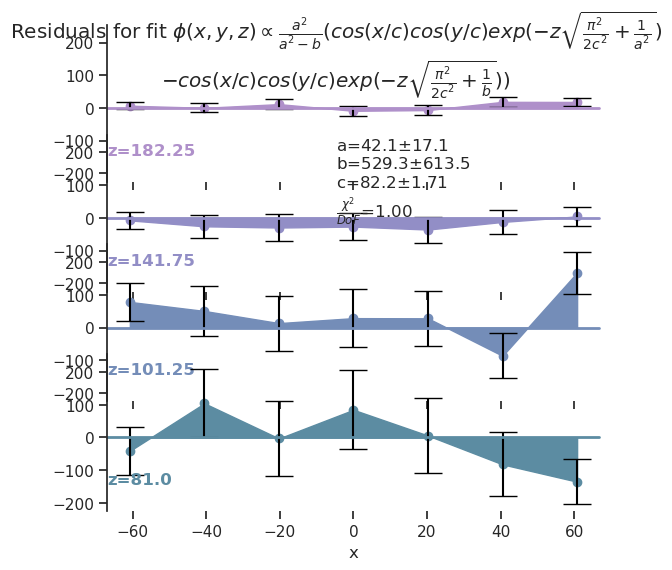 Residuals for fit ϕ(x, y, z) ∝ a²/(a²−b) (cos(x/c)cos(y/c)exp(−z√(π²/2c² + 1/a²))
−cos(x/c)cos(y/c)exp(−z√(π²/2c² + 1/b)))
200
100
0
−100
z=182.25
a=42.1±17.1
b=529.3±613.5
c=82.2±1.71
χ²/DoF=1.00
200
−200
100
0
−100
z=141.75
200
−200
100
0
−100
z=101.25
200
−200
100
0
−100
z=81.0
−200
−60 −40 −20 0 20 40 60
x